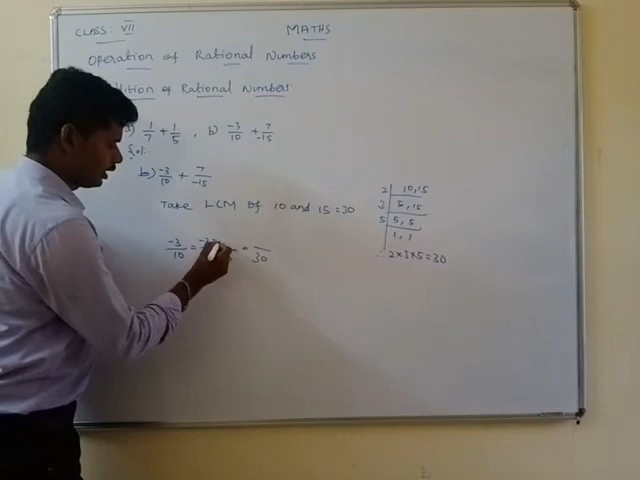 CLASS: VII
MATHS
Operation of Rational Numbers
dition of Rational Numbers
a) 1/7 + 1/5 , b) -3/10 + 7/-15
Sol:
b) -3/10 + 7/-15
Take LCM of 10 and 15 = 30
2 | 10, 15
3 | 5, 15
5 | 5, 5
1, 1
∴ 2×3×5 = 30
-3/10 = -3 = /30